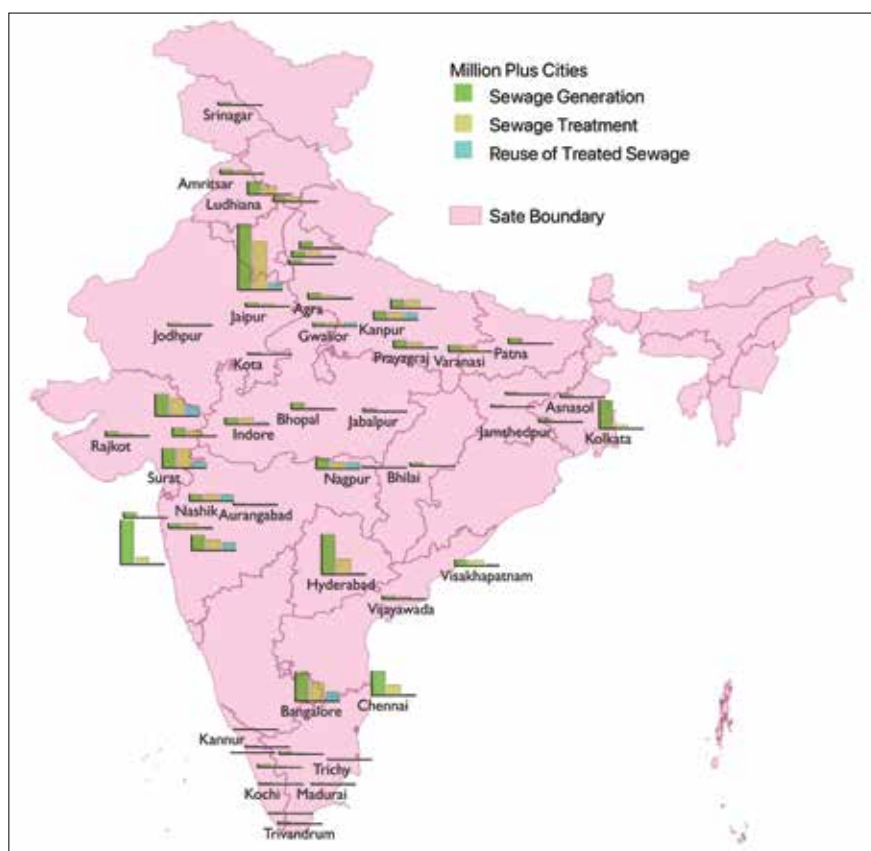 Million Plus Cities
Sewage Generation
Sewage Treatment
Reuse of Treated Sewage
Sate Boundary
Srinagar
Amritsar
Ludhiana
Jaipur
Agra
Jodhpur
Gwalior
Kanpur
Kota
Prayagraj
Varanasi
Patna
Rajkot
Indore
Bhopal
Jabalpur
Asnasol
Jamshedpur
Kolkata
Surat
Nagpur
Bhilai
Nashik
Aurangabad
Hyderabad
Visakhapatnam
Vijayawada
Bangalore
Chennai
Kannur
Trichy
Kochi
Madurai
Trivandrum